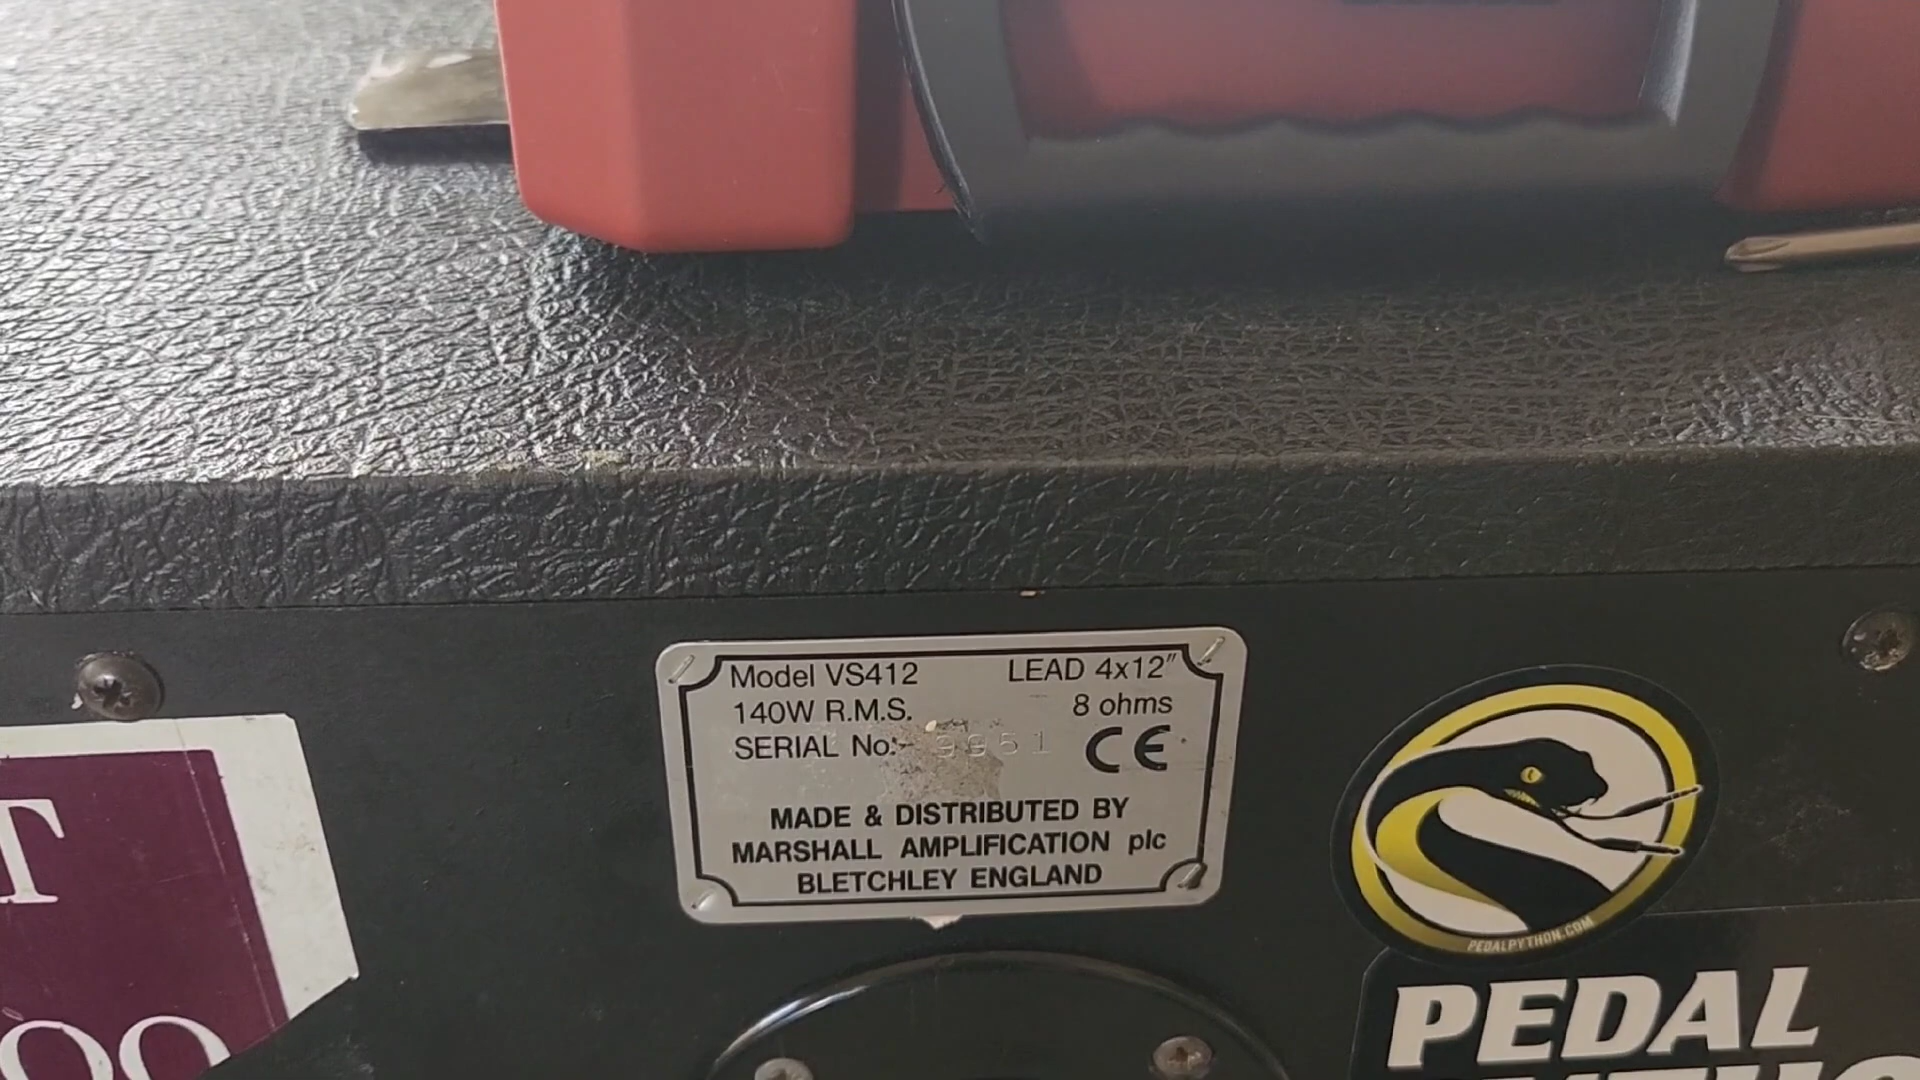 Model VS412 LEAD 4x12"
140W R.M.S. 8 ohms
SERIAL No:- 9951 CE
MADE & DISTRIBUTED BY
MARSHALL AMPLIFICATION plc
BLETCHLEY ENGLAND
PEDALPYTHON.COM
PEDAL
T